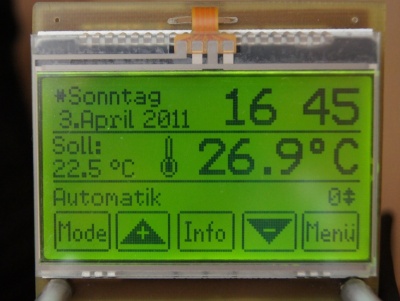 *Sonntag 16 45
3.April 2011
Soll: 26.9°C
22.5 °C
Automatik 0
Mode + Info - Menü